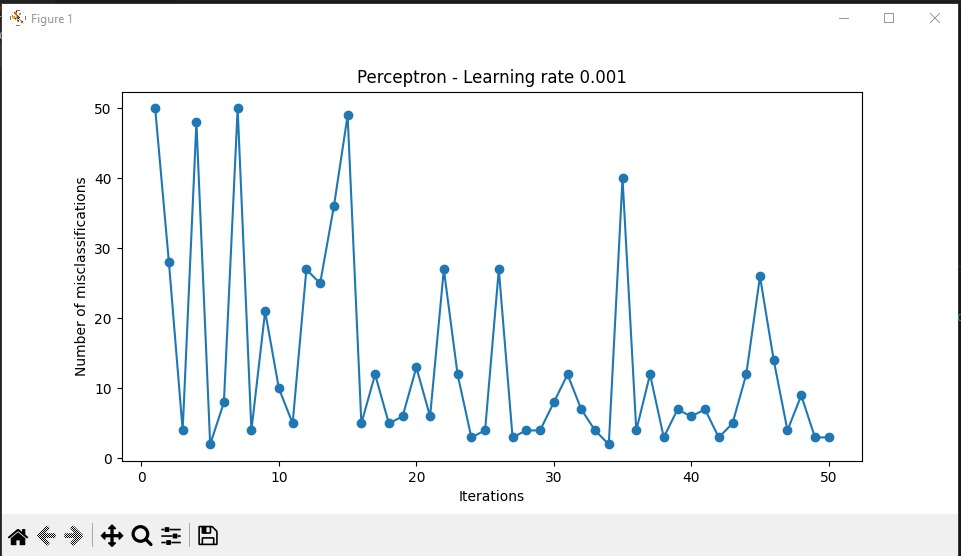 Figure 1
Perceptron - Learning rate 0.001
50
40
30
20
10
0
Number of misclassifications
0 10 20 30 40 50
Iterations